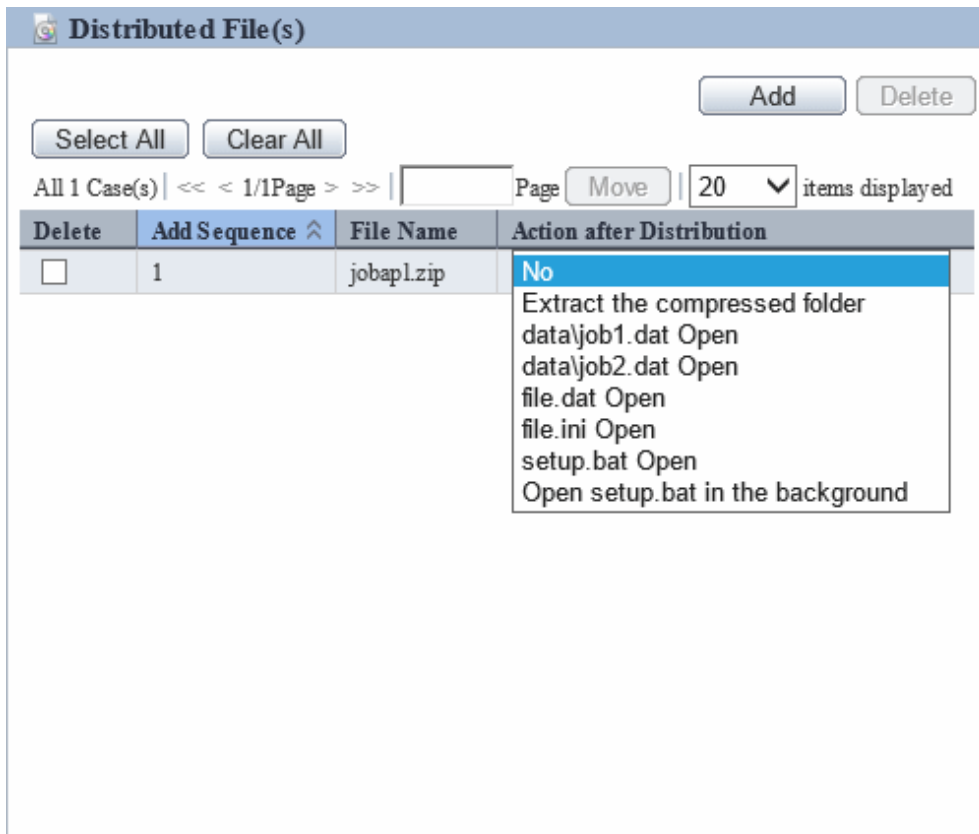 Distributed File(s)
Add Delete
Select All Clear All
All 1 Case(s) << < 1/1Page > >> Page Move 20 items displayed
Delete Add Sequence File Name Action after Distribution
1 jobap1.zip No
Extract the compressed folder
data\job1.dat Open
data\job2.dat Open
file.dat Open
file.ini Open
setup.bat Open
Open setup.bat in the background